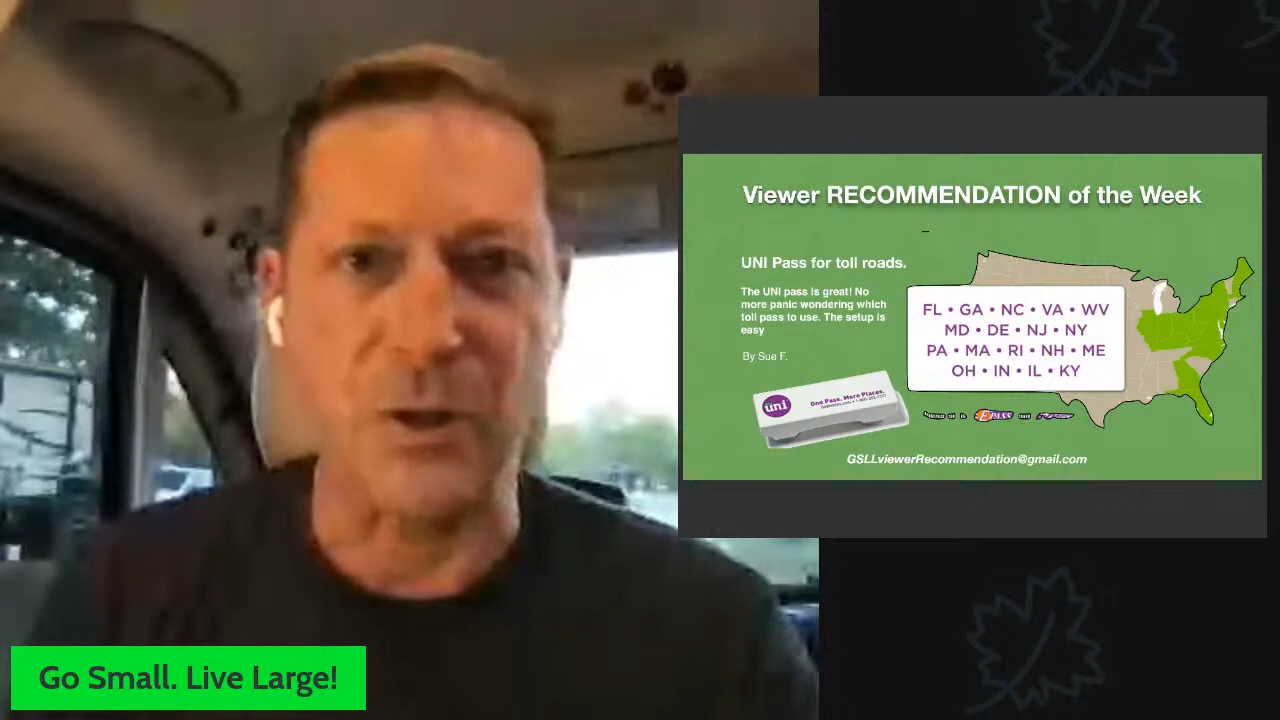 Viewer RECOMMENDATION of the Week
UNI Pass for toll roads.
The UNI pass is great! No
more panic wondering which
toll pass to use. The setup is
easy
By Sue F.
FL • GA • NC • VA • WV
MD • DE • NJ • NY
PA • MA • RI • NH • ME
OH • IN • IL • KY
uni
One Pass. More Places.
E PASS
GSLLviewerRecommendation@gmail.com
Go Small. Live Large!